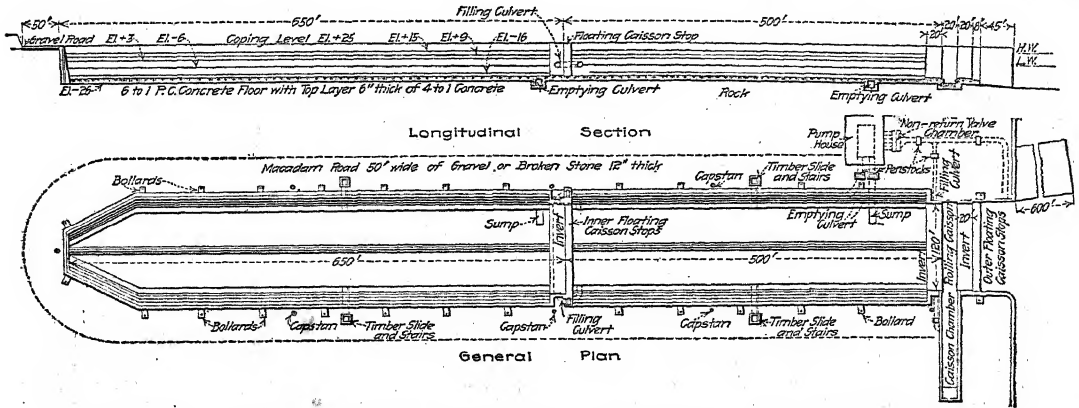 50'
650'
Filling Culvert
500'
20'
20'
8'
45'
Gravel Road
El.+3
El.-6
Coping Level El.+25
El.+15
El.+9
El.-16
Floating Caisson Stop
20'
H.W.
L.W.
El.-26
6 to 1 P.C. Concrete Floor with Top Layer 6" thick of 4 to 1 Concrete
Emptying Culvert
Rock
Emptying Culvert
Longitudinal Section
Pump
House
Non-return Valve
Chamber
Macadam Road 50' wide of Gravel or Broken Stone 12" thick
Bollards
Capstan
Timber Slide
and Stairs
Penstocks
Filling
Culvert
600'
Sump
Invert
Inner Floating
Caisson Stops
Emptying
Culvert
Sump
650'
500'
Invert
120'
Rolling Caisson
Invert
20'
Outer Floating
Caisson Stops
Caisson Chamber
Bollards
Capstan
Timber Slide
and Stairs
Capstan
Filling
Culvert
Capstan
Timber Slide
and Stairs
Bollard
General Plan